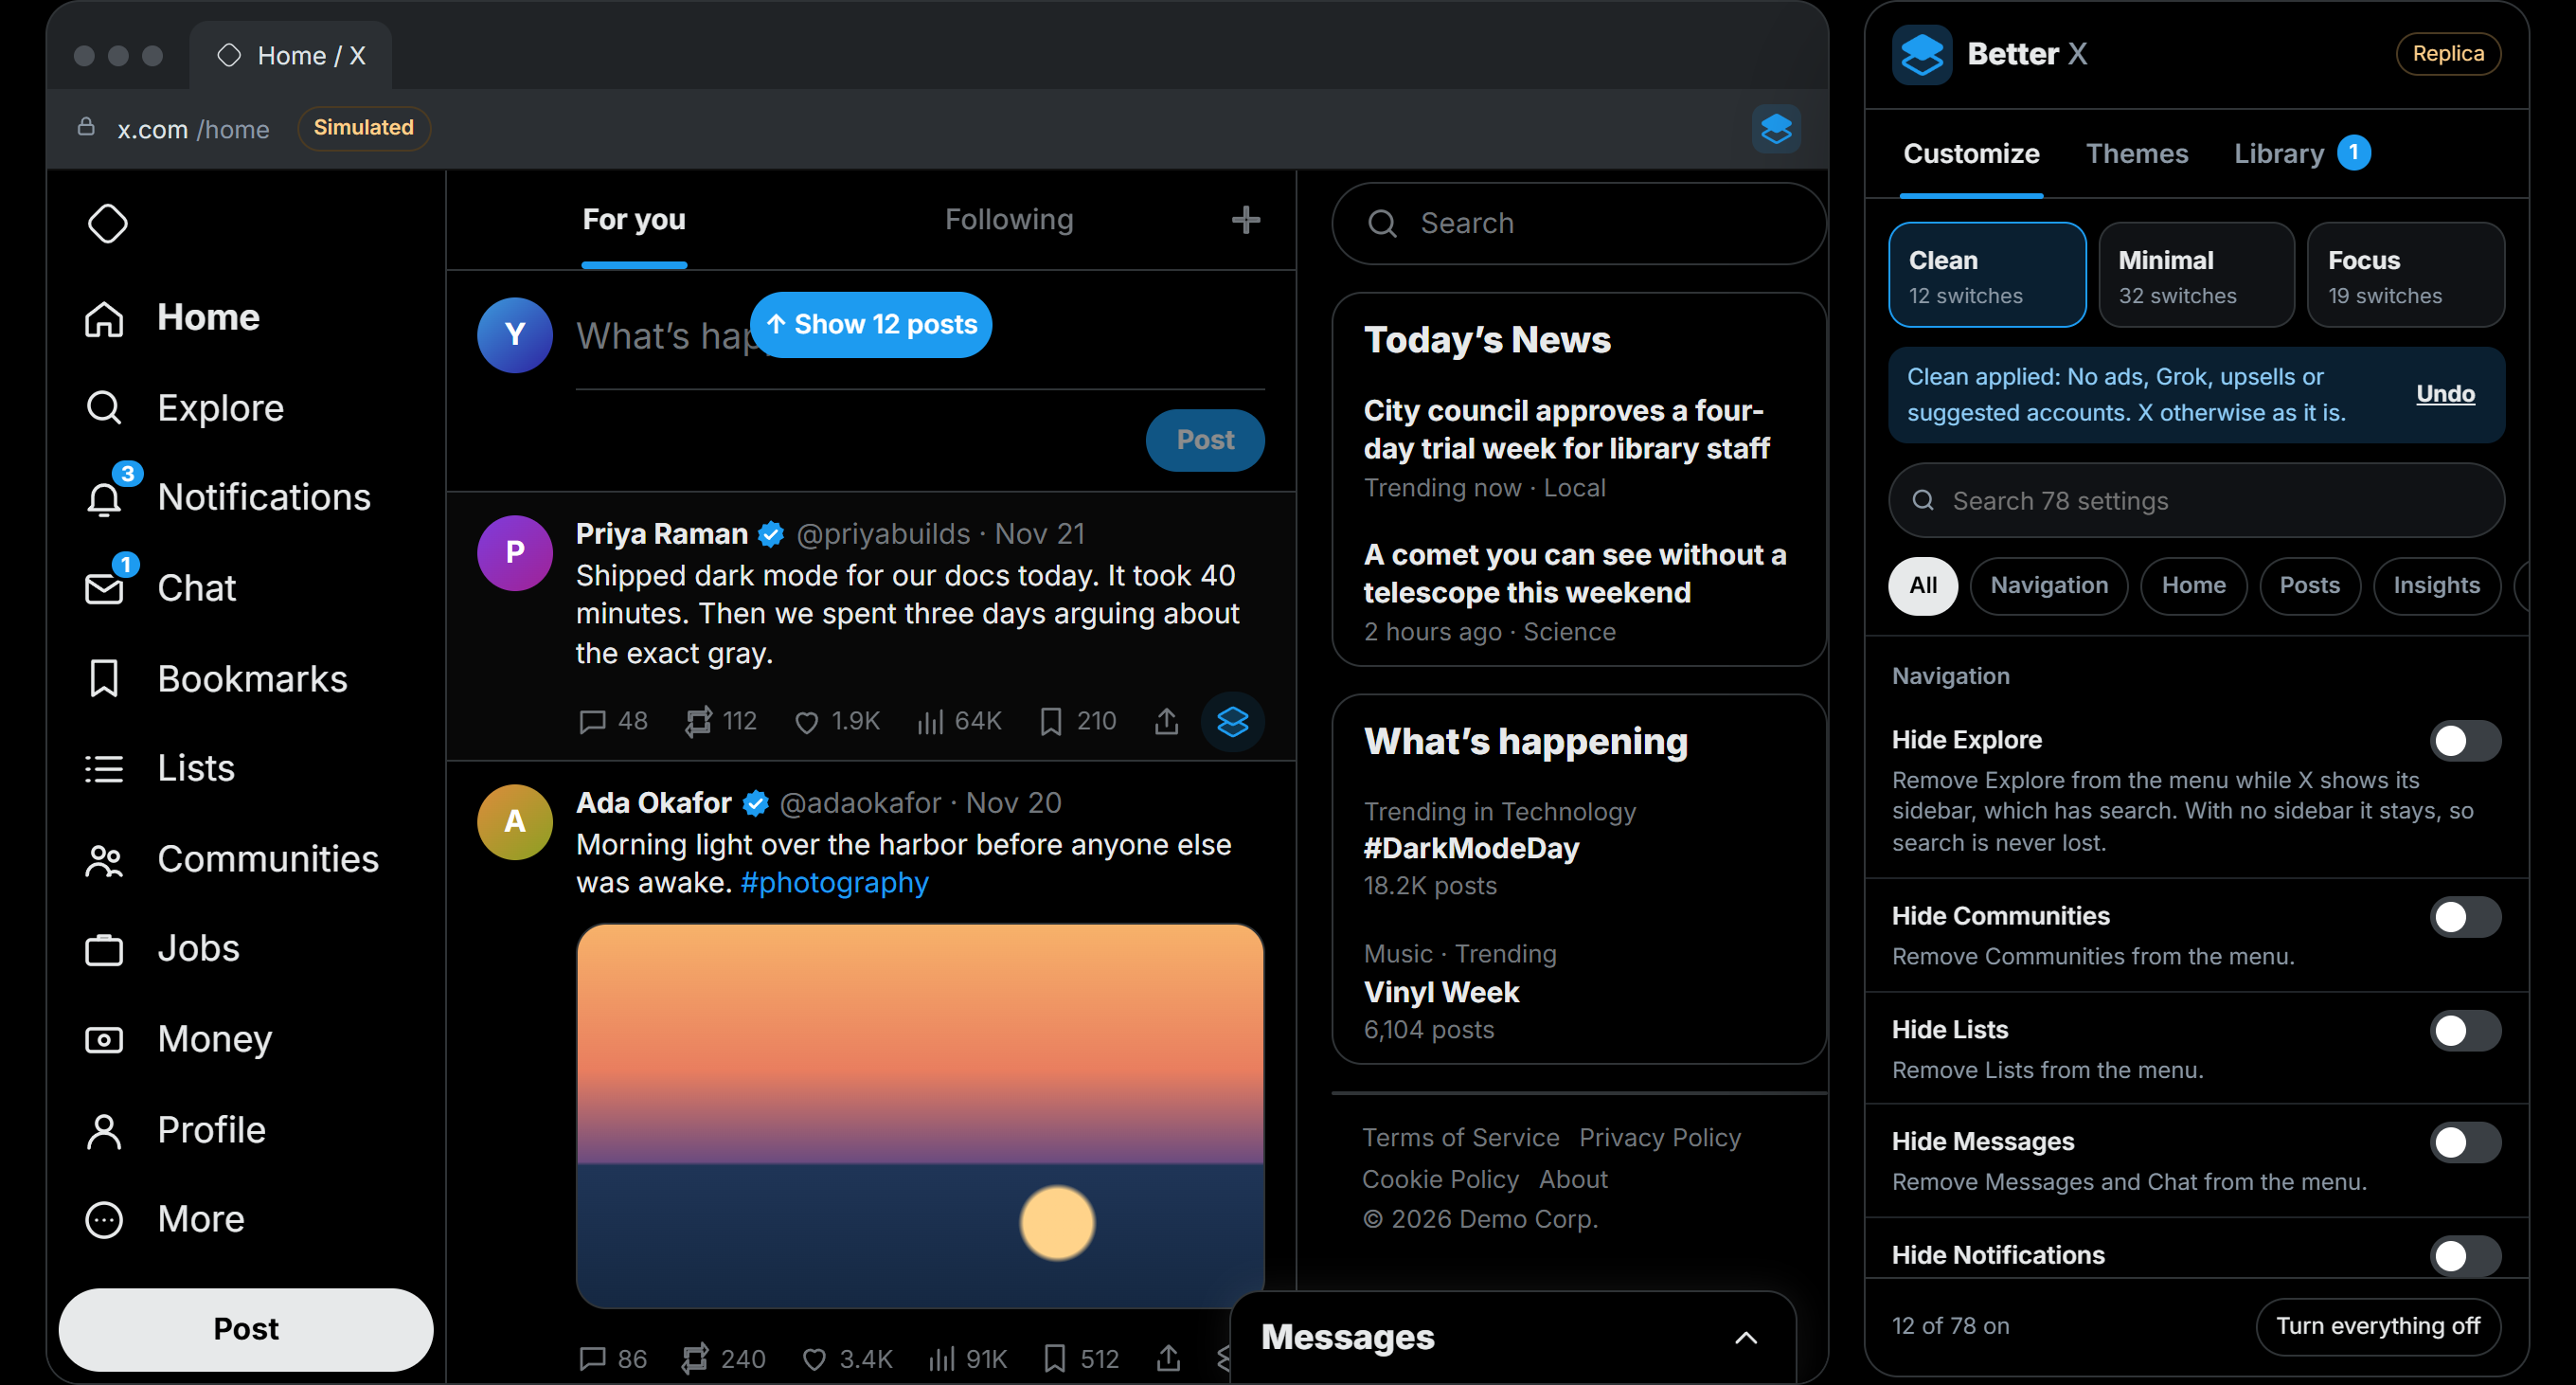 Home / X
x.com /home
Simulated
Home
Explore
3
Notifications
1
Chat
Bookmarks
Lists
Communities
Jobs
Money
Profile
More
Post
For you
Following
Y
What’s hap
↑ Show 12 posts
Post
P
Priya Raman @priyabuilds · Nov 21
Shipped dark mode for our docs today. It took 40
minutes. Then we spent three days arguing about
the exact gray.
48 112 1.9K 64K 210
A
Ada Okafor @adaokafor · Nov 20
Morning light over the harbor before anyone else
was awake. #photography
86 240 3.4K 91K 512
Search
Today’s News
City council approves a four-
day trial week for library staff
Trending now · Local
A comet you can see without a
telescope this weekend
2 hours ago · Science
What’s happening
Trending in Technology
#DarkModeDay
18.2K posts
Music · Trending
Vinyl Week
6,104 posts
Terms of Service Privacy Policy
Cookie Policy About
© 2026 Demo Corp.
Messages
Better X
Replica
Customize Themes Library 1
Clean
12 switches
Minimal
32 switches
Focus
19 switches
Clean applied: No ads, Grok, upsells or
suggested accounts. X otherwise as it is.
Undo
Search 78 settings
All Navigation Home Posts Insights
Navigation
Hide Explore
Remove Explore from the menu while X shows its
sidebar, which has search. With no sidebar it stays, so
search is never lost.
Hide Communities
Remove Communities from the menu.
Hide Lists
Remove Lists from the menu.
Hide Messages
Remove Messages and Chat from the menu.
Hide Notifications
12 of 78 on
Turn everything off